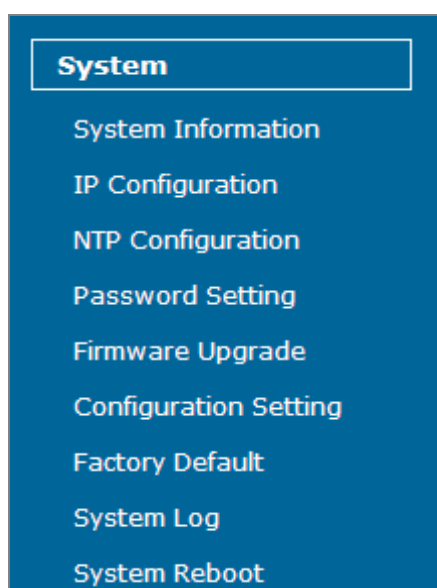 System
System Information
IP Configuration
NTP Configuration
Password Setting
Firmware Upgrade
Configuration Setting
Factory Default
System Log
System Reboot